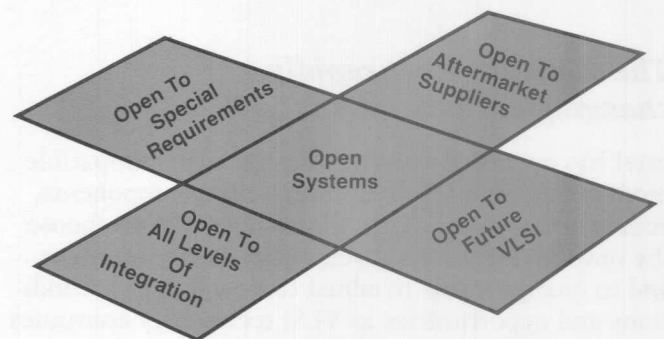 Open To
Special
Requirements
Open To
Aftermarket
Suppliers
Open
Systems
Open To
All Levels
Of
Integration
Open To
Future
VLSI